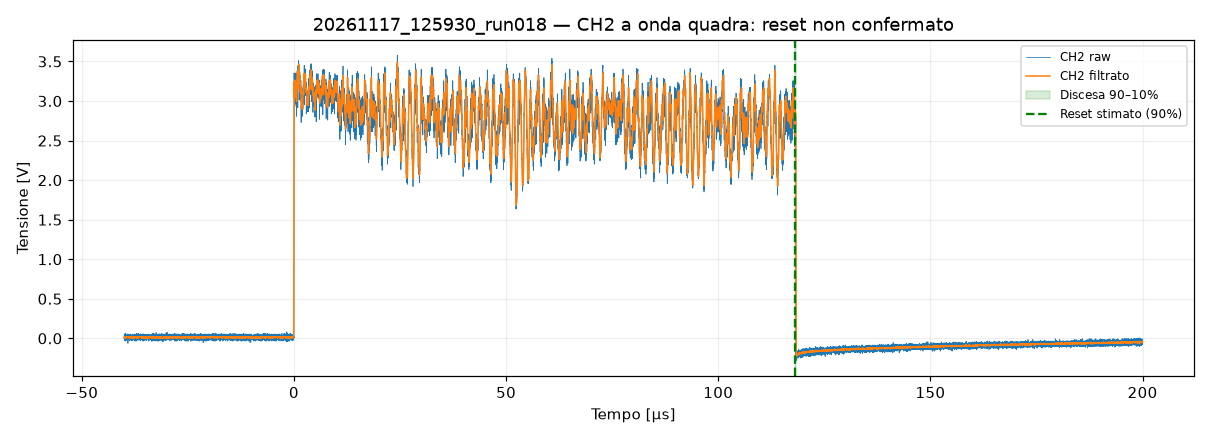 20261117_125930_run018 — CH2 a onda quadra: reset non confermato
CH2 raw
CH2 filtrato
Discesa 90–10%
Reset stimato (90%)
Tensione [V]
3.5
3.0
2.5
2.0
1.5
1.0
0.5
0.0
−50
0
50
100
150
200
Tempo [µs]